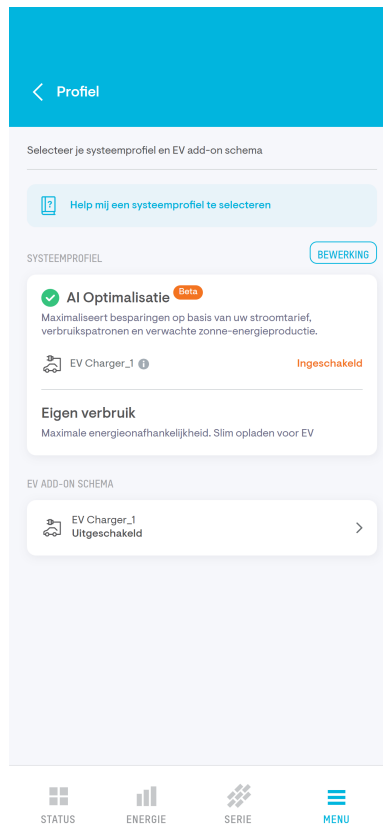 Profiel
Selecteer je systeemprofiel en EV add-on schema
Help mij een systeemprofiel te selecteren
SYSTEEMPROFIEL
BEWERKING
AI Optimalisatie Beta
Maximaliseert besparingen op basis van uw stroomtarief,
verbruikspatronen en verwachte zonne-energieproductie.
EV Charger_1 Ingeschakeld
Eigen verbruik
Maximale energieonafhankelijkheid. Slim opladen voor EV
EV ADD-ON SCHEMA
EV Charger_1
Uitgeschakeld
STATUS ENERGIE SERIE MENU